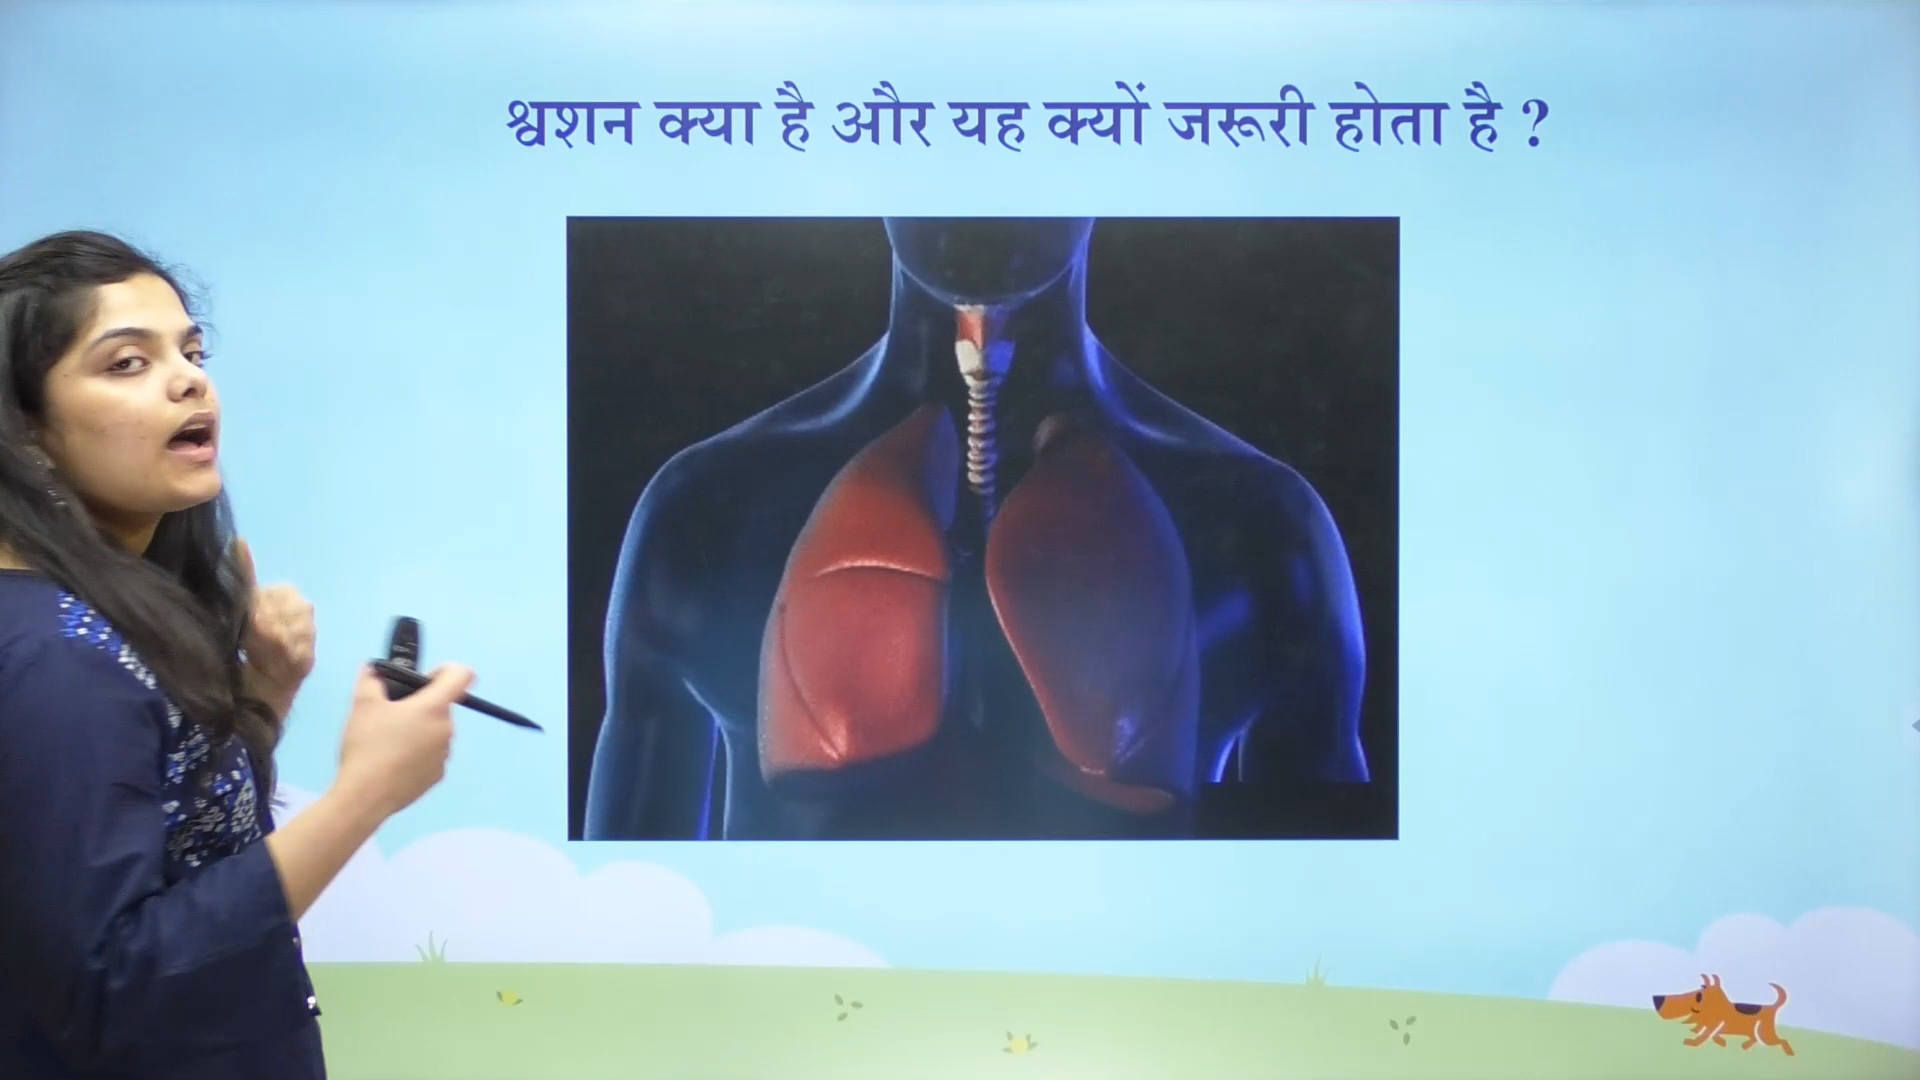 श्वशन क्या है और यह क्यों जरूरी होता है ?